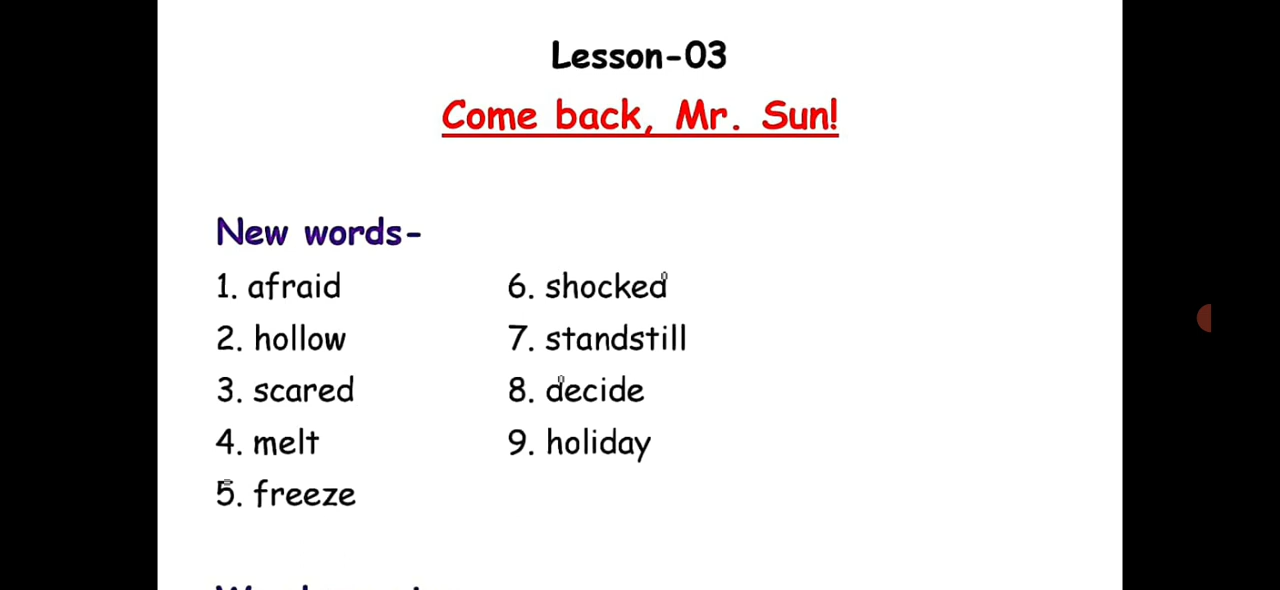 Lesson-03
Come back, Mr. Sun!
New words-
1. afraid
2. hollow
3. scared
4. melt
5. freeze
6. shocked
7. standstill
8. decide
9. holiday